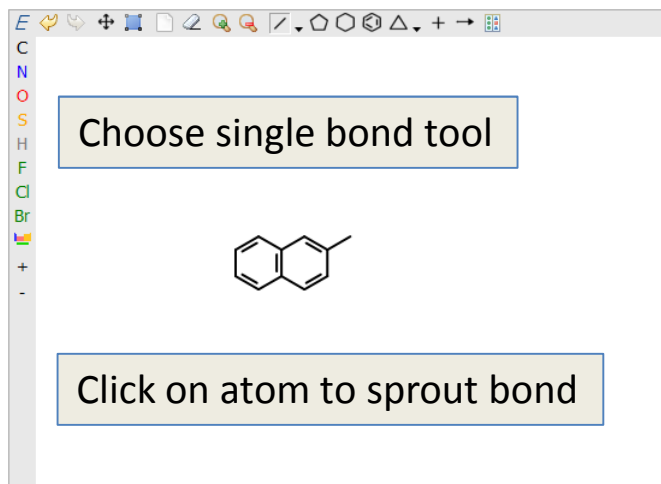 E
C
N
O
S
H
F
Cl
Br
+
-
Choose single bond tool
Click on atom to sprout bond